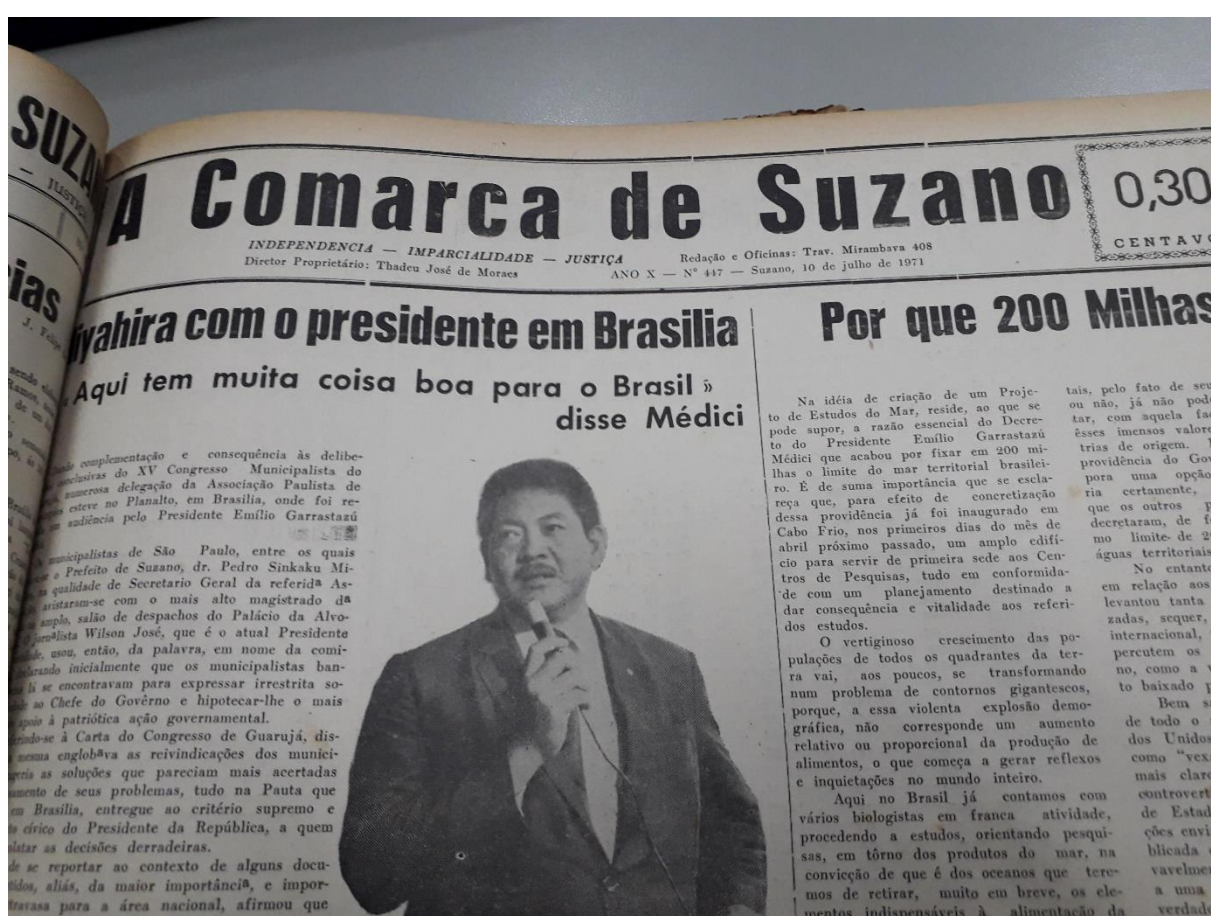 SUZA
JUSTIÇA
ias
J. Felipe
sendo
Ramos,
de um
A Comarca de Suzano
0,30
CENTAVO
INDEPENDENCIA — IMPARCIALIDADE — JUSTIÇA
Diretor Proprietário: Thadeu José de Moraes
Redação e Oficinas: Trav. Mirambava 408
ANO X — Nº 447 — Suzano, 10 de julho de 1971
iyahira com o presidente em Brasilia
«Aqui tem muita coisa boa para o Brasil»
disse Médici
complementação e consequência às delibe-
conclusivas do XV Congresso Municipalista do
numerosa delegação da Associação Paulista de
esteve no Planalto, em Brasília, onde foi re-
em audiência pelo Presidente Emílio Garrastazú
municipalistas de São Paulo, entre os quais
o Prefeito de Suzano, dr. Pedro Sinkaku Mi-
na qualidade de Secretario Geral da referida As-
avistaram-se com o mais alto magistrado da
amplo, salão de despachos do Palácio da Alvo-
jornalista Wilson José, que é o atual Presidente
usou, então, da palavra, em nome da comi-
inicialmente que os municipalistas ban-
li se encontravam para expressar irrestrita so-
ao Chefe do Govêrno e hipotecar-lhe o mais
apoio à patriótica ação governamental.
à Carta do Congresso de Guarujá, dis-
mesma englobava as reivindicações dos munici-
as soluções que pareciam mais acertadas
de seus problemas, tudo na Pauta que
em Brasília, entregue ao critério supremo e
cívico do Presidente da República, a quem
as decisões derradeiras.
se reportar ao contexto de alguns docu-
aliás, da maior importância, e impor-
para a área nacional, afirmou que
Por que 200 Milhas
Na idéia de criação de um Proje-
to de Estudos do Mar, reside, ao que se
pode supor, a razão essencial do Decre-
to do Presidente Emílio Garrastazú
Médici que acabou por fixar em 200 mi-
lhas o limite do mar territorial brasilei-
ro. É de suma importância que se escla-
reça que, para efeito de concretização
dessa providência já foi inaugurado em
Cabo Frio, nos primeiros dias do mês de
abril próximo passado, um amplo edifí-
cio para servir de primeira sede aos Cen-
tros de Pesquisas, tudo em conformida-
de com um planejamento destinado a
dar consequência e vitalidade aos referi-
dos estudos.
O vertiginoso crescimento das po-
pulações de todos os quadrantes da ter-
ra vai, aos poucos, se transformando
num problema de contornos gigantescos,
porque, a essa violenta explosão demo-
gráfica, não corresponde um aumento
relativo ou proporcional da produção de
alimentos, o que começa a gerar reflexos
e inquietações no mundo inteiro.
Aqui no Brasil já contamos com
vários biologistas em franca atividade,
procedendo a estudos, orientando pesqui-
sas, em tôrno dos produtos do mar, na
convicção de que é dos oceanos que tere-
mos de retirar, muito em breve, os ele-
mentos indispensáveis à alimentação da
tais, pelo fato de seu
ou não, já não pod
tar, com aquela fac
êsses imensos valore
trias de origem.
providência do Gov
pora uma opção
ria certamente,
que os outros p
decretaram, de f
mo limite- de 2
águas territoriais
No entanto
em relação aos
levantou tanta
zadas, sequer,
internacional,
percutem os
no, como a v
to baixado p
Bem s
de todo o
dos Unidos
como "vex
mais clare
controvert
de Estad
ções envi
blicada
vavelme
a uma
verdad